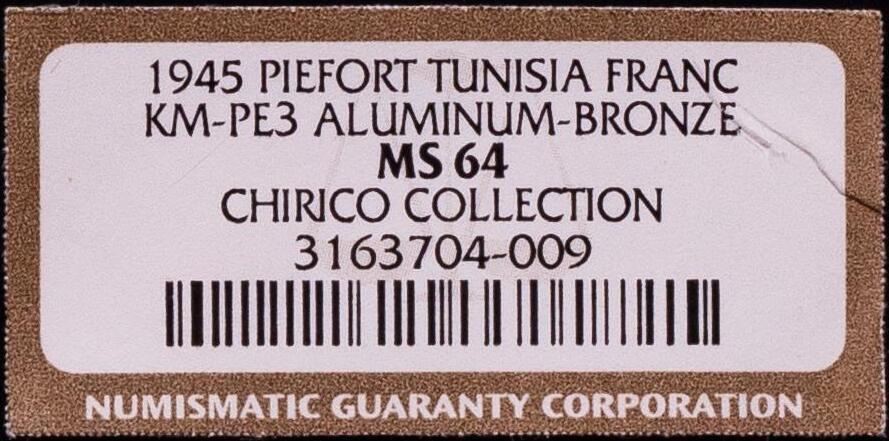 1945 PIEFORT TUNISIA FRANC
KM-PE3 ALUMINUM-BRONZE
MS 64
CHIRICO COLLECTION
3163704-009
NUMISMATIC GUARANTY CORPORATION